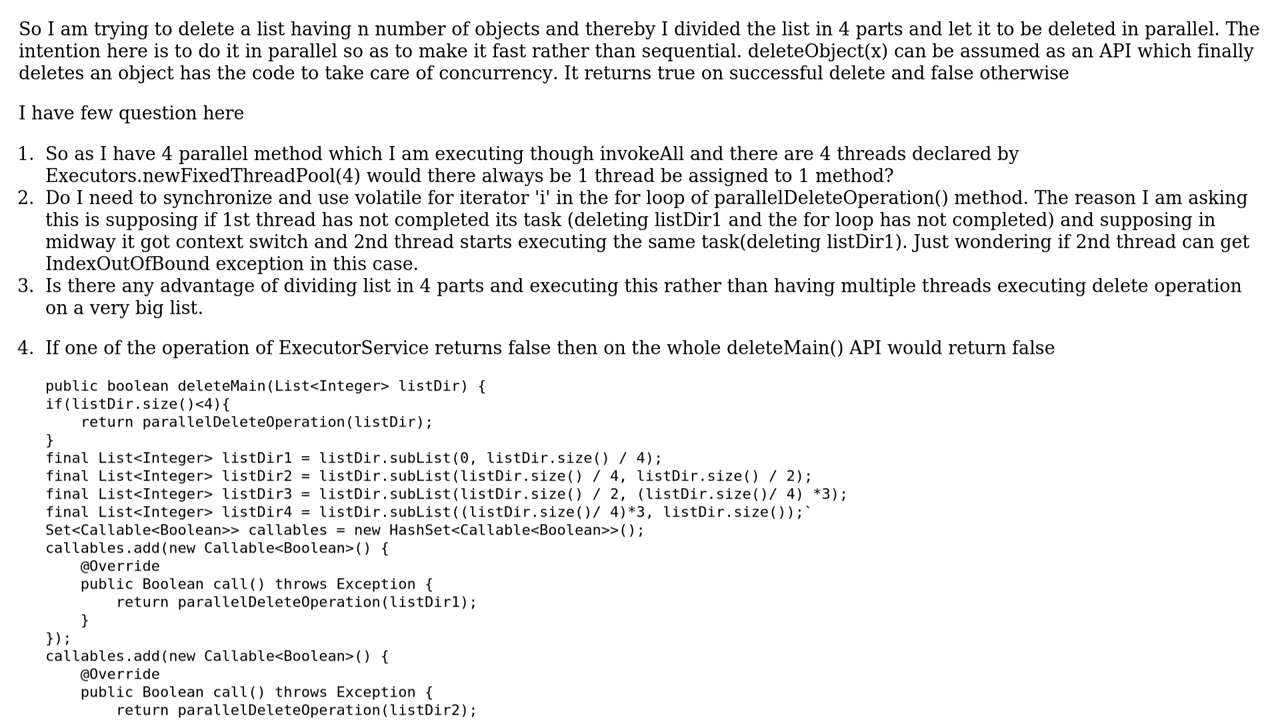 So I am trying to delete a list having n number of objects and thereby I divided the list in 4 parts and let it to be deleted in parallel. The
intention here is to do it in parallel so as to make it fast rather than sequential. deleteObject(x) can be assumed as an API which finally
deletes an object has the code to take care of concurrency. It returns true on successful delete and false otherwise
I have few question here
1. So as I have 4 parallel method which I am executing though invokeAll and there are 4 threads declared by
Executors.newFixedThreadPool(4) would there always be 1 thread be assigned to 1 method?
2. Do I need to synchronize and use volatile for iterator 'i' in the for loop of parallelDeleteOperation() method. The reason I am asking
this is supposing if 1st thread has not completed its task (deleting listDir1 and the for loop has not completed) and supposing in
midway it got context switch and 2nd thread starts executing the same task(deleting listDir1). Just wondering if 2nd thread can get
IndexOutOfBound exception in this case.
3. Is there any advantage of dividing list in 4 parts and executing this rather than having multiple threads executing delete operation
on a very big list.
4. If one of the operation of ExecutorService returns false then on the whole deleteMain() API would return false
public boolean deleteMain(List<Integer> listDir) {
if(listDir.size()<4){
    return parallelDeleteOperation(listDir);
}
final List<Integer> listDir1 = listDir.subList(0, listDir.size() / 4);
final List<Integer> listDir2 = listDir.subList(listDir.size() / 4, listDir.size() / 2);
final List<Integer> listDir3 = listDir.subList(listDir.size() / 2, (listDir.size()/ 4) *3);
final List<Integer> listDir4 = listDir.subList((listDir.size()/ 4)*3, listDir.size());`
Set<Callable<Boolean>> callables = new HashSet<Callable<Boolean>>();
callables.add(new Callable<Boolean>() {
    @Override
    public Boolean call() throws Exception {
        return parallelDeleteOperation(listDir1);
    }
});
callables.add(new Callable<Boolean>() {
    @Override
    public Boolean call() throws Exception {
        return parallelDeleteOperation(listDir2);